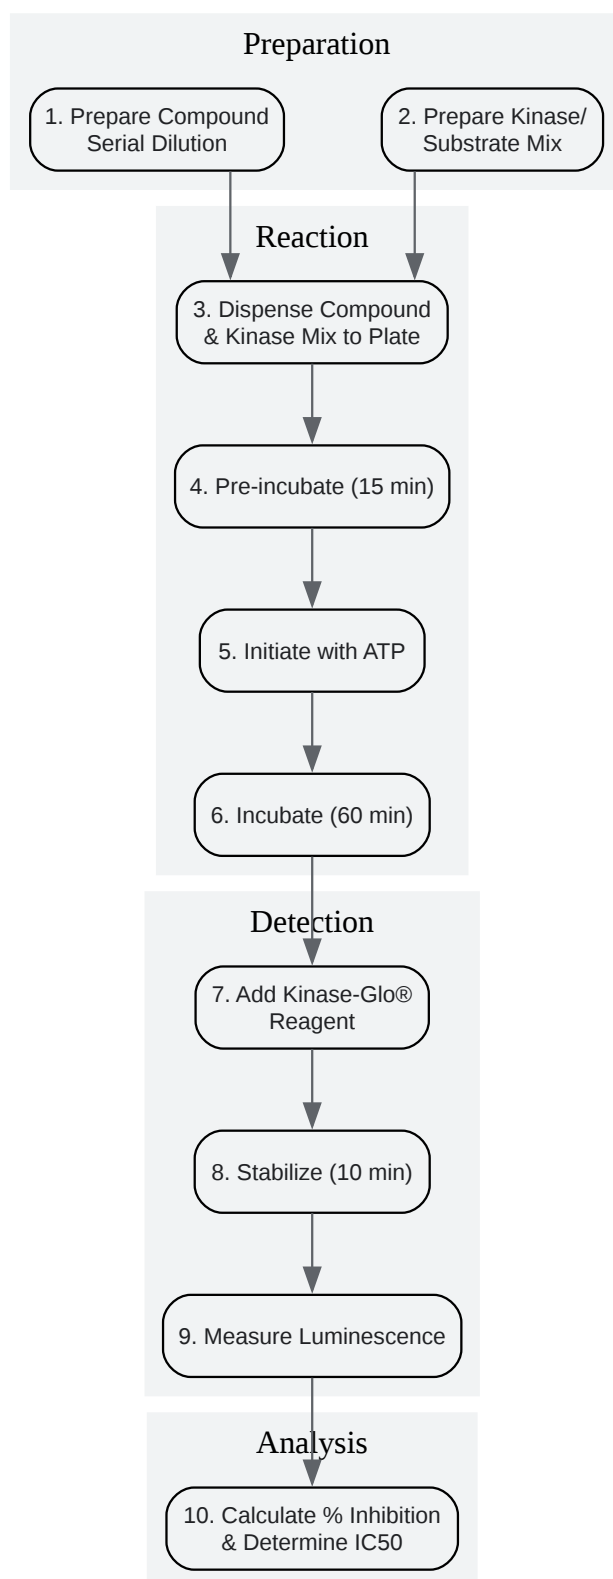 Preparation
1. Prepare Compound
Serial Dilution
2. Prepare Kinase/
Substrate Mix
Reaction
3. Dispense Compound
& Kinase Mix to Plate
4. Pre-incubate (15 min)
5. Initiate with ATP
6. Incubate (60 min)
Detection
7. Add Kinase-Glo®
Reagent
8. Stabilize (10 min)
9. Measure Luminescence
Analysis
10. Calculate % Inhibition
& Determine IC50